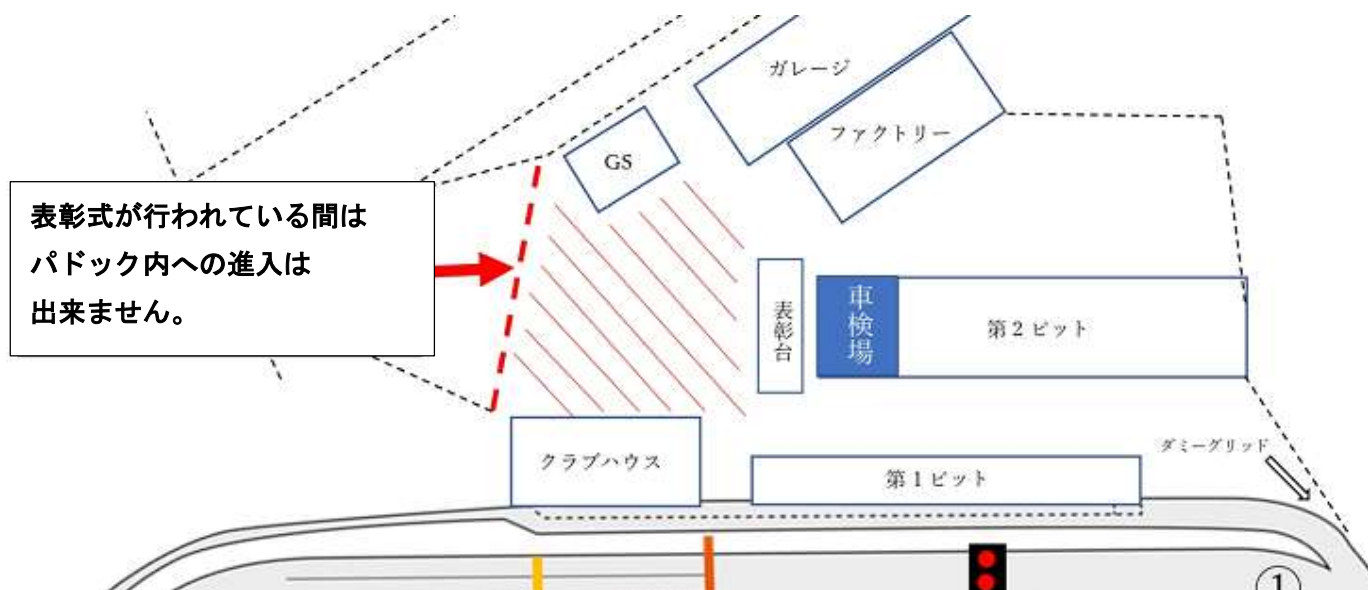 ガレージ
ファクトリー
GS
表彰式が行われている間は
パドック内への進入は
出来ません。
表彰台
車検場
第2ピット
ダミーグリッド
クラブハウス
第1ピット
1